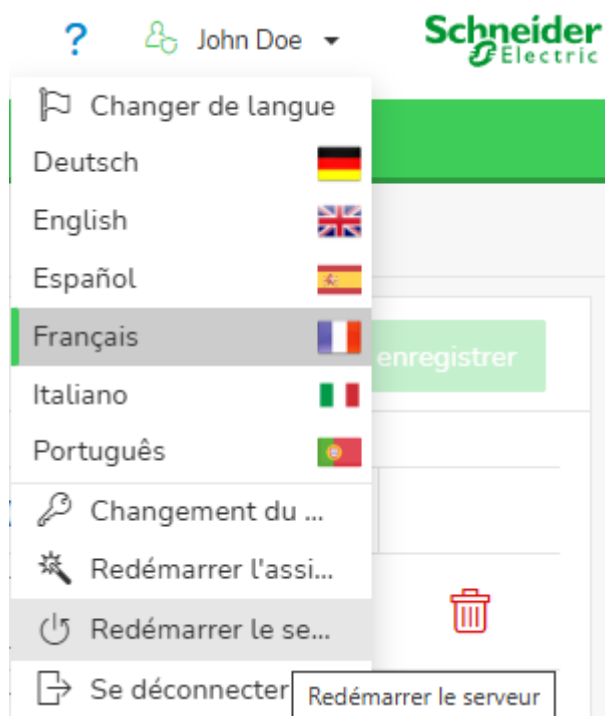 ? John Doe
Schneider
Electric
Changer de langue
Deutsch
English
Español
Français
enregistrer
Italiano
Português
Changement du ...
Redémarrer l'assi...
Redémarrer le se...
Se déconnecter
Redémarrer le serveur